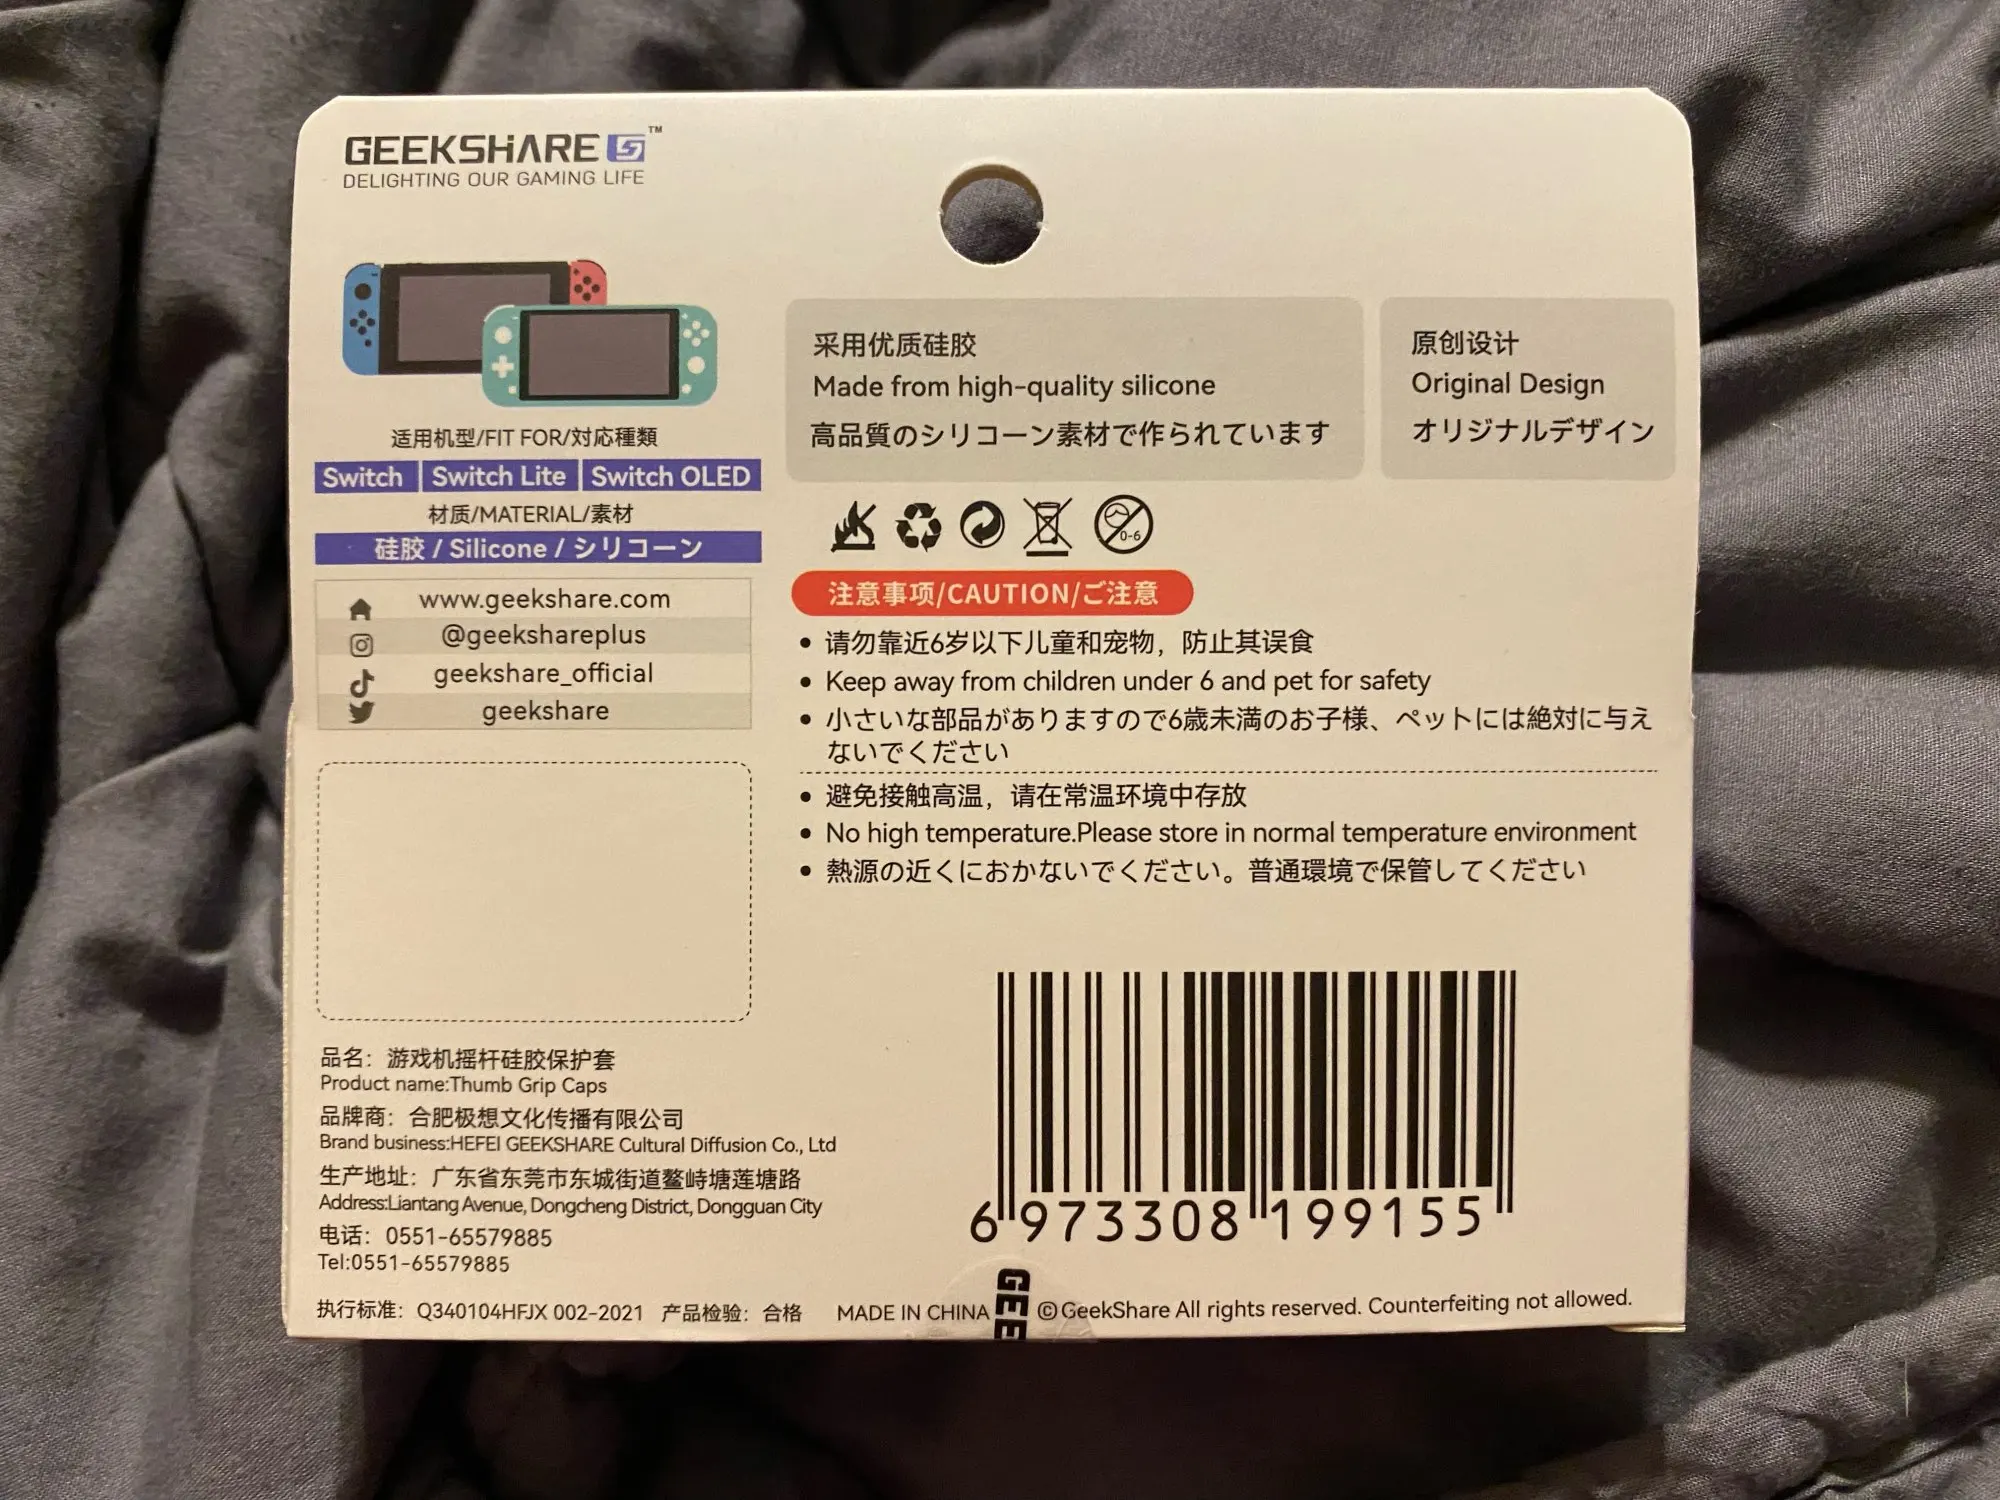 GEEKSHARE TM
DELIGHTING OUR GAMING LIFE
适用机型/FIT FOR/对応種類
Switch
Switch Lite
Switch OLED
材质/MATERIAL/素材
硅胶 / Silicone / シリコーン
www.geekshare.com
@geekshareplus
geekshare_official
geekshare
采用优质硅胶
Made from high-quality silicone
高品質のシリコーン素材で作られています
原创设计
Original Design
オリジナルデザイン
0-6
注意事项/CAUTION/ご注意
• 请勿靠近6岁以下儿童和宠物，防止其误食
• Keep away from children under 6 and pet for safety
• 小さいな部品がありますので6歳未満のお子様、ペットには絶対に与え
ないでください
• 避免接触高温，请在常温环境中存放
• No high temperature.Please store in normal temperature environment
• 熱源の近くにおかないでください。普通環境で保管してください
品名：游戏机摇杆硅胶保护套
Product name:Thumb Grip Caps
品牌商：合肥极想文化传播有限公司
Brand business:HEFEI GEEKSHARE Cultural Diffusion Co., Ltd
生产地址：广东省东莞市东城街道鳌峙塘莲塘路
Address:Liantang Avenue, Dongcheng District, Dongguan City
电话：0551-65579885
Tel:0551-65579885
6 973308 199155
执行标准：Q340104HFJX 002-2021 产品检验：合格 MADE IN CHINA
GEE
©GeekShare All rights reserved. Counterfeiting not allowed.